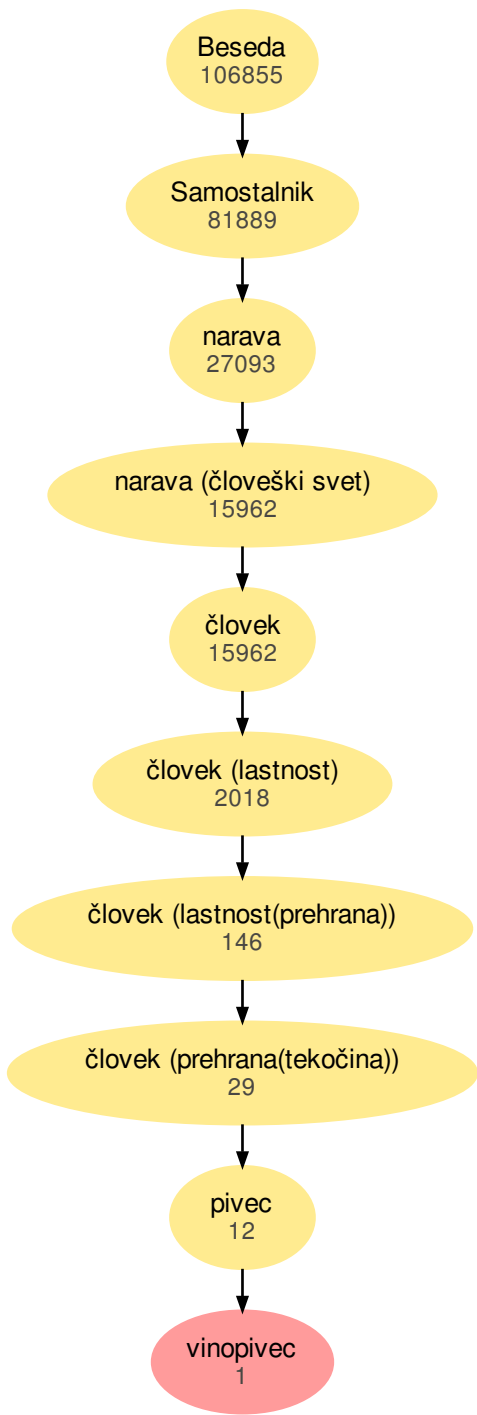 Beseda
106855
Samostalnik
81889
narava
27093
narava (človeški svet)
15962
človek
15962
človek (lastnost)
2018
človek (lastnost(prehrana))
146
človek (prehrana(tekočina))
29
pivec
12
vinopivec
1